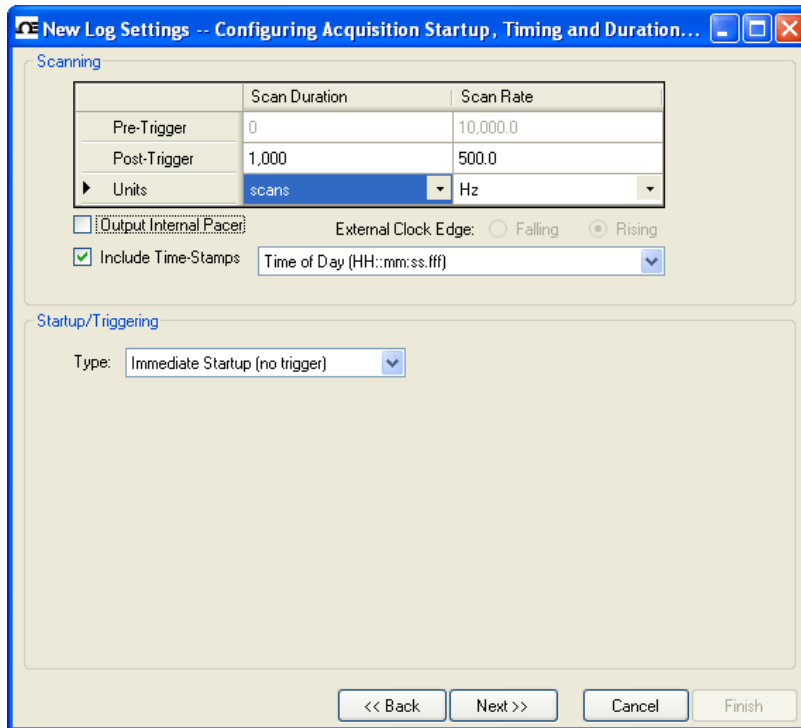 New Log Settings -- Configuring Acquisition Startup, Timing and Duration...
Scanning
Scan Duration Scan Rate
Pre-Trigger 0 10,000.0
Post-Trigger 1,000 500.0
Units scans Hz
Output Internal Pacer External Clock Edge: Falling Rising
Include Time-Stamps Time of Day (HH::mm:ss.fff)
Startup/Triggering
Type: Immediate Startup (no trigger)
<< Back Next >> Cancel Finish